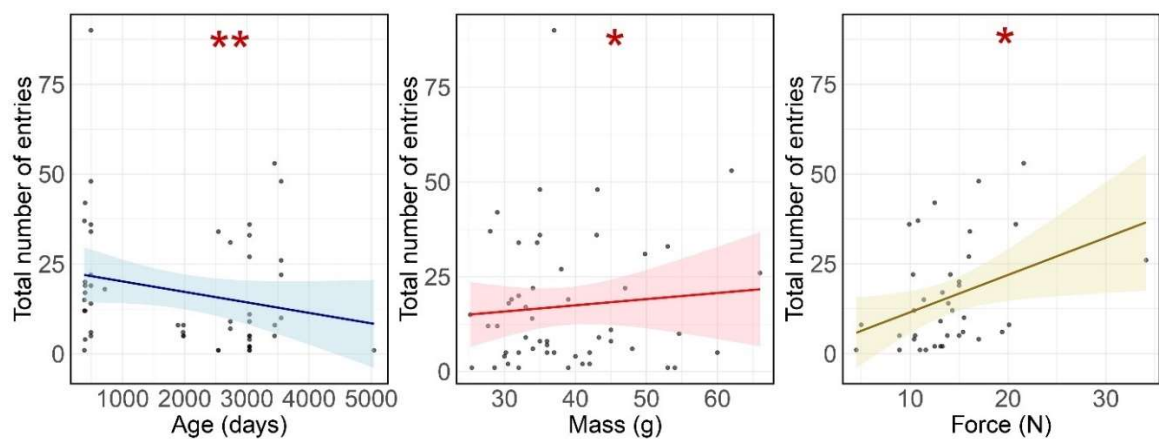 ** * *
Total number of entries
75
50
25
0
1000 2000 3000 4000 5000
Age (days)
Total number of entries
75
50
25
0
30 40 50 60
Mass (g)
Total number of entries
75
50
25
0
10 20 30
Force (N)